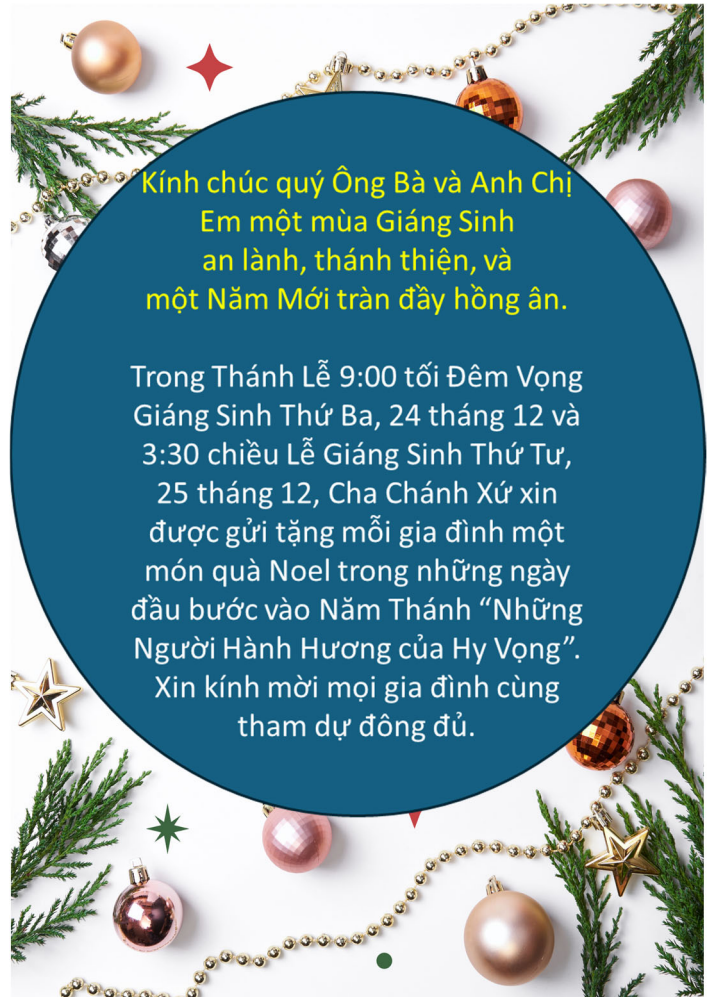 Kính chúc quý Ông Bà và Anh Chị
Em một mùa Giáng Sinh
an lành, thánh thiện, và
một Năm Mới tràn đầy hồng ân.
Trong Thánh Lễ 9:00 tối Đêm Vọng
Giáng Sinh Thứ Ba, 24 tháng 12 và
3:30 chiều Lễ Giáng Sinh Thứ Tư,
25 tháng 12, Cha Chánh Xứ xin
được gửi tặng mỗi gia đình một
món quà Noel trong những ngày
đầu bước vào Năm Thánh “Những
Người Hành Hương của Hy Vọng”.
Xin kính mời mọi gia đình cùng
tham dự đông đủ.